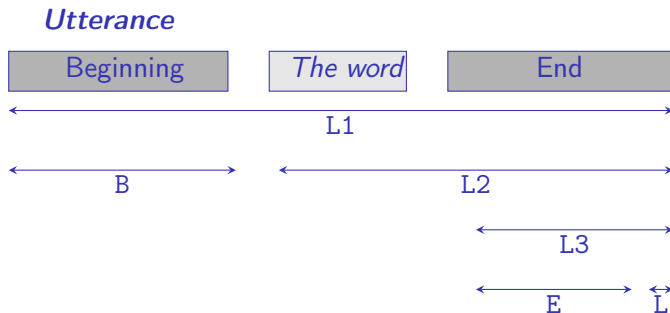 Utterance
Beginning The word End
L1
B L2
L3
E L